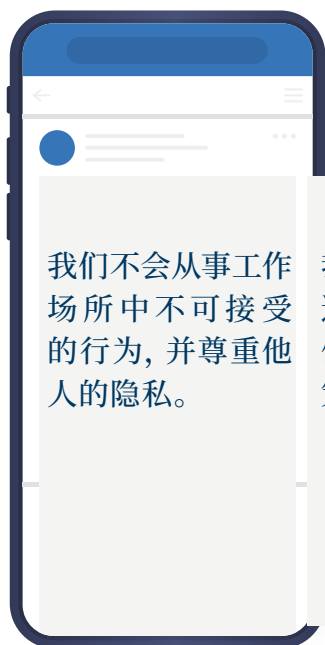 我们不会从事工作
场所中不可接受
的行为，并尊重他
人的隐私。